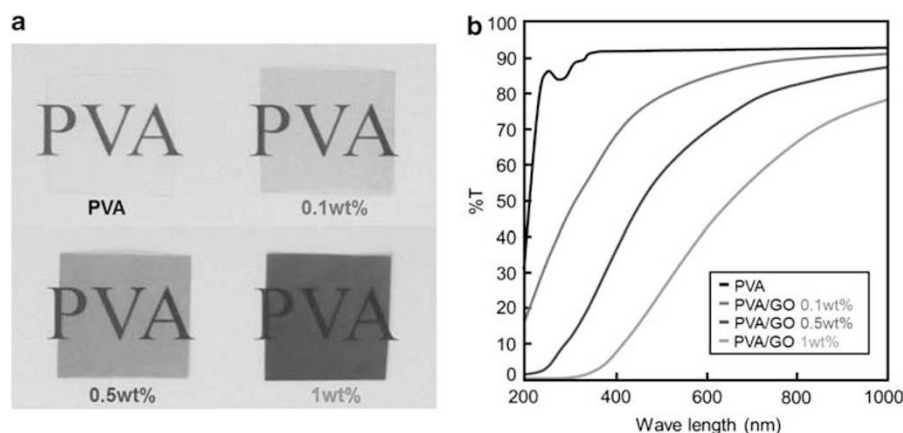 a
PVA PVA
PVA 0.1wt%
PVA PVA
0.5wt% 1wt%
b
%T
100
90
80
70
60
50
40
30
20
10
0
PVA
PVA/GO 0.1wt%
PVA/GO 0.5wt%
PVA/GO 1wt%
200 400 600 800 1000
Wave length (nm)